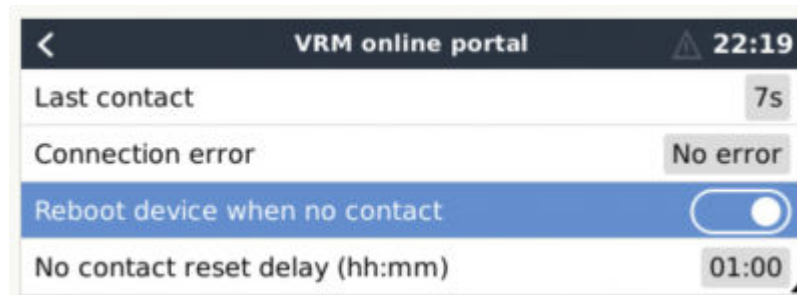 VRM online portal 22:19
Last contact 7s
Connection error No error
Reboot device when no contact
No contact reset delay (hh:mm) 01:00